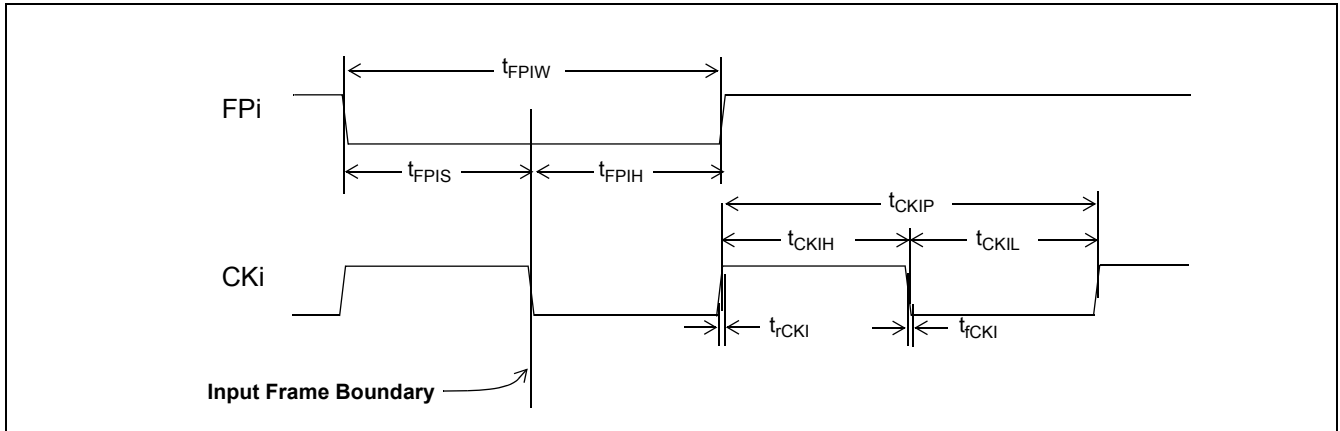 tFPIW
FPi
tFPIS
tFPIH
tCKIP
tCKIH
tCKIL
CKi
trCKI
tfCKI
Input Frame Boundary